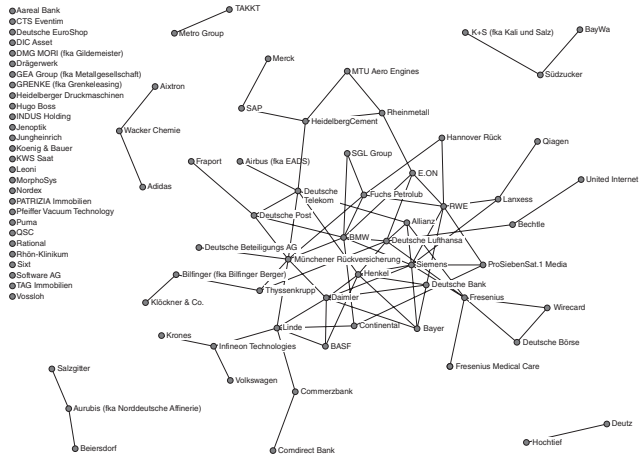 Aareal Bank
CTS Eventim
Deutsche EuroShop
DIC Asset
DMG MORI (fka Gildemeister)
Drägerwerk
GEA Group (fka Metallgesellschaft)
GRENKE (fka Grenkeleasing)
Heidelberger Druckmaschinen
Hugo Boss
INDUS Holding
Jenoptik
Jungheinrich
Koenig & Bauer
KWS Saat
Leoni
MorphoSys
Nordex
PATRIZIA Immobilien
Pfeiffer Vacuum Technology
Puma
QSC
Rational
Rhön-Klinikum
Sixt
Software AG
TAG Immobilien
Vossloh
TAKKT
Metro Group
K+S (fka Kali und Salz)
BayWa
Südzucker
Merck
MTU Aero Engines
Aixtron
SAP
Rheinmetall
HeidelbergCement
Wacker Chemie
Hannover Rück
Qiagen
SGL Group
Fraport
Airbus (fka EADS)
E.ON
United Internet
Adidas
Deutsche
Telekom
Fuchs Petrolub
Lanxess
RWE
Deutsche Post
Allianz
Bechtle
BMW
Deutsche Lufthansa
Deutsche Beteiligungs AG
Münchener Rückversicherung
Siemens
ProSiebenSat.1 Media
Bilfinger (fka Bilfinger Berger)
Henkel
Thyssenkrupp
Deutsche Bank
Daimler
Fresenius
Klöckner & Co.
Wirecard
Linde
Continental
Bayer
Krones
Infineon Technologies
BASF
Deutsche Börse
Fresenius Medical Care
Salzgitter
Volkswagen
Commerzbank
Aurubis (fka Norddeutsche Affinerie)
Deutz
Hochtief
Beiersdorf
Comdirect Bank